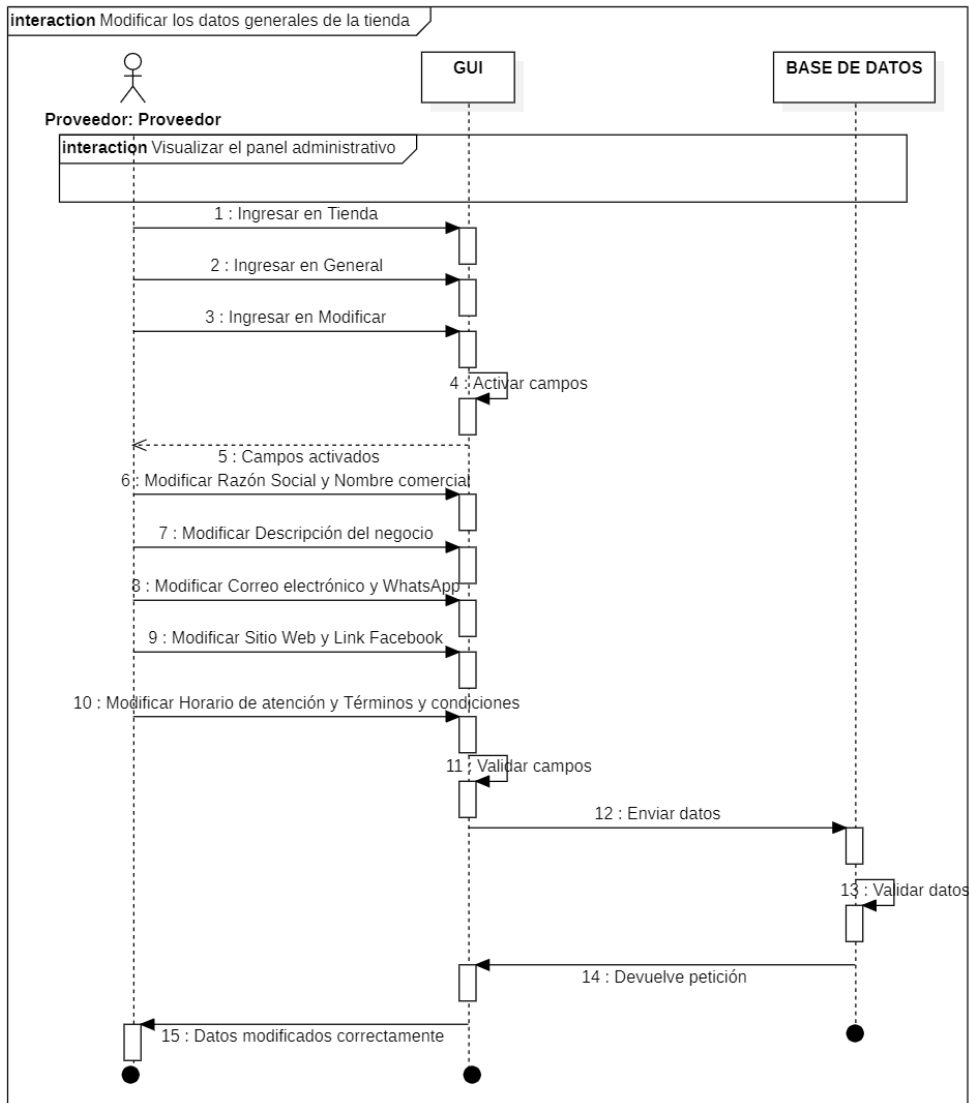 interaction Modificar los datos generales de la tienda
GUI
BASE DE DATOS
Proveedor: Proveedor
interaction Visualizar el panel administrativo
1 : Ingresar en Tienda
2 : Ingresar en General
3 : Ingresar en Modificar
4 : Activar campos
5 : Campos activados
6 : Modificar Razón Social y Nombre comercial
7 : Modificar Descripción del negocio
8 : Modificar Correo electrónico y WhatsApp
9 : Modificar Sitio Web y Link Facebook
10 : Modificar Horario de atención y Términos y condiciones
11 : Validar campos
12 : Enviar datos
13 : Validar datos
14 : Devuelve petición
15 : Datos modificados correctamente